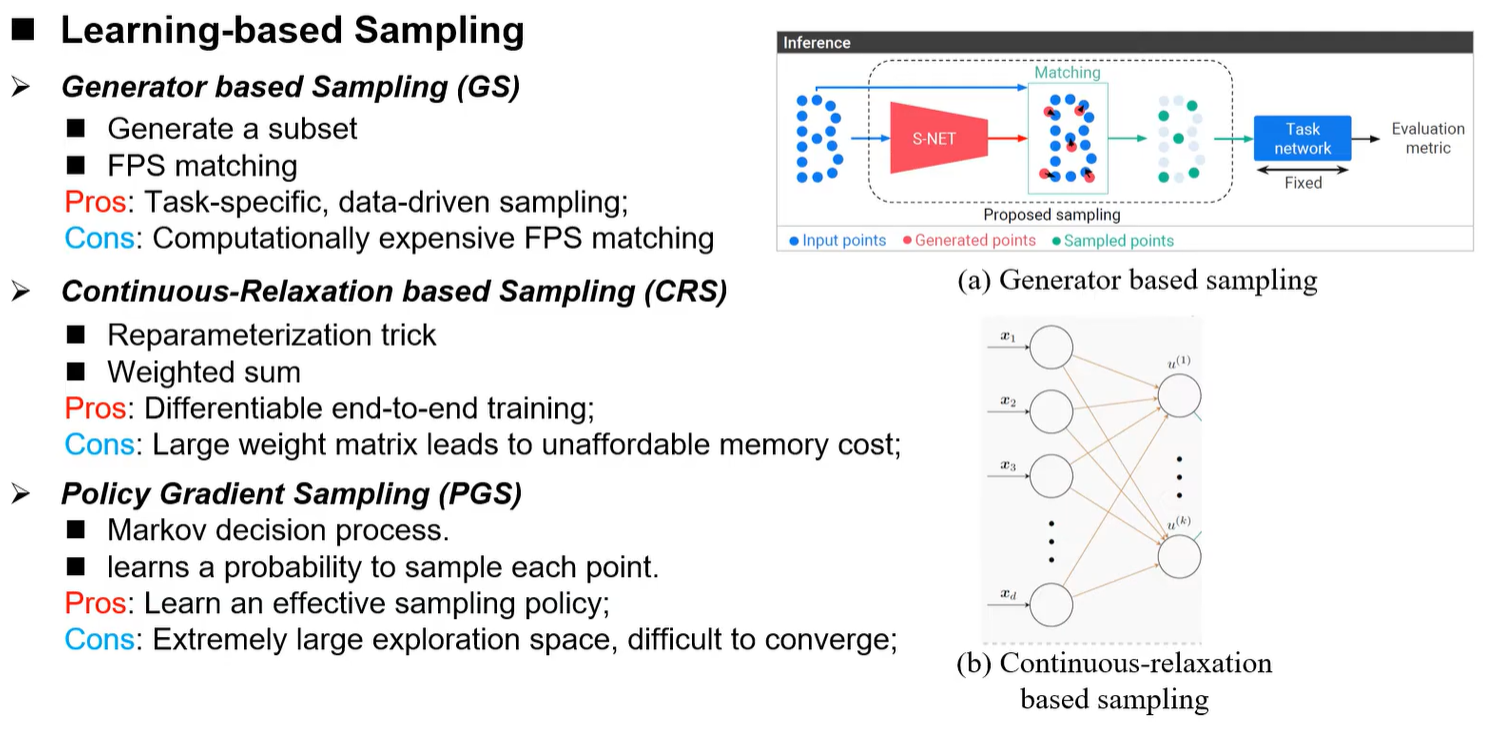 ■ Learning-based Sampling
➢ Generator based Sampling (GS)
■ Generate a subset
■ FPS matching
Pros: Task-specific, data-driven sampling;
Cons: Computationally expensive FPS matching
➢ Continuous-Relaxation based Sampling (CRS)
■ Reparameterization trick
■ Weighted sum
Pros: Differentiable end-to-end training;
Cons: Large weight matrix leads to unaffordable memory cost;
➢ Policy Gradient Sampling (PGS)
■ Markov decision process.
■ learns a probability to sample each point.
Pros: Learn an effective sampling policy;
Cons: Extremely large exploration space, difficult to converge;
Inference
Matching
S-NET
Task
network
Evaluation
metric
Fixed
Proposed sampling
Input points
Generated points
Sampled points
(a) Generator based sampling
x₁
x₂
x₃
x_d
u⁽¹⁾
u⁽ᵏ⁾
(b) Continuous-relaxation
based sampling